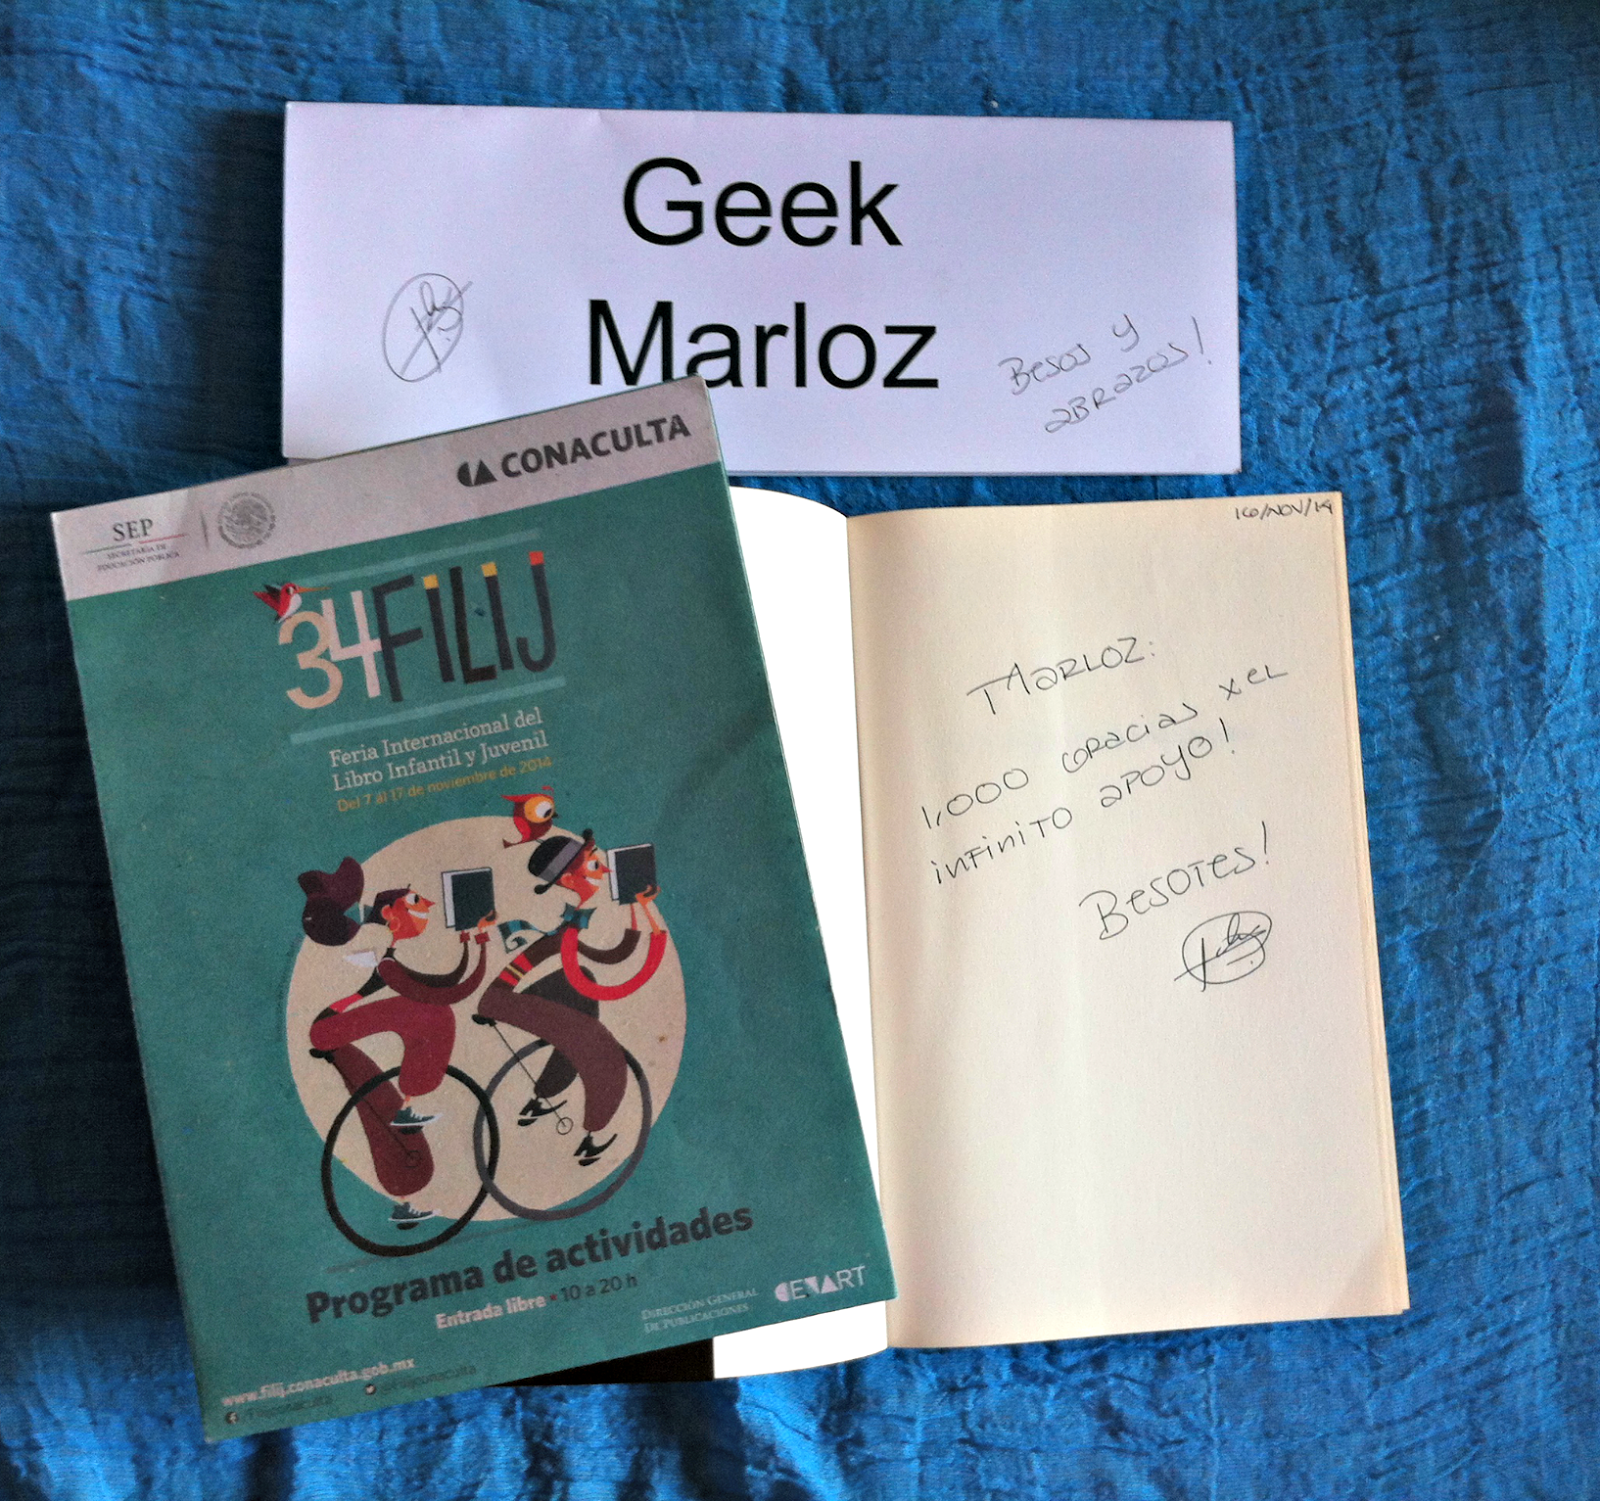 Geek
Marloz
Besos y
abrazos!
CONACULTA
SEP
SECRETARÍA DE
EDUCACIÓN PÚBLICA
34 FILIJ
Feria Internacional del
Libro Infantil y Juvenil
Del 7 al 17 de noviembre de 2014
Programa de actividades
Entrada libre • 10 a 20 h
DIRECCIÓN GENERAL
DE PUBLICACIONES
CENART
www.filij.conaculta.gob.mx
16/NOV/14
Marloz:
1,000 Gracias x el
infinito apoyo!
Besotes!